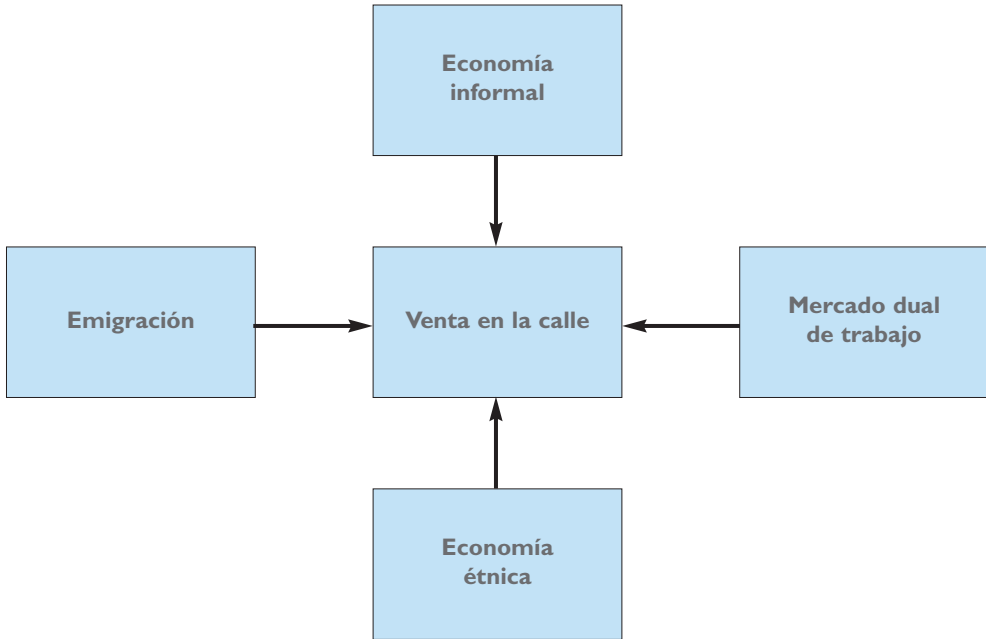 Economía
informal
Emigración
Venta en la calle
Mercado dual
de trabajo
Economía
étnica